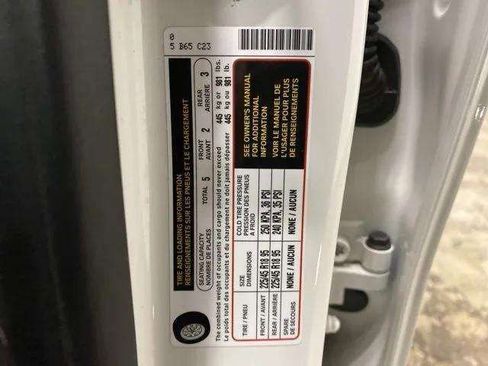 8
5 B65 C23
TIRE AND LOADING INFORMATION
RENSEIGNEMENTS SUR LES PNEUS ET LE CHARGEMENT
SEATING CAPACITY
NOMBRE DE PLACES
TOTAL 5
FRONT
AVANT 2
REAR
ARRIÈRE 3
The combined weight of occupants and cargo should never exceed 445 kg or 981 lbs.
Le poids total des occupants et du chargement ne doit jamais dépasser 445 kg ou 981 lb.
TIRE / PNEU
SIZE
DIMENSIONS
COLD TIRE PRESSURE
PRESSION DES PNEUS
A FROID
FRONT / AVANT 225/45 R18 95 250 KPA, 36 PSI
REAR / ARRIÈRE 225/45 R18 95 240 KPA, 35 PSI
SPARE
DE SECOURS
NONE / AUCUN NONE / AUCUN
SEE OWNER'S MANUAL
FOR ADDITIONAL
INFORMATION
VOIR LE MANUEL DE
L'USAGER POUR PLUS
DE RENSEIGNEMENTS